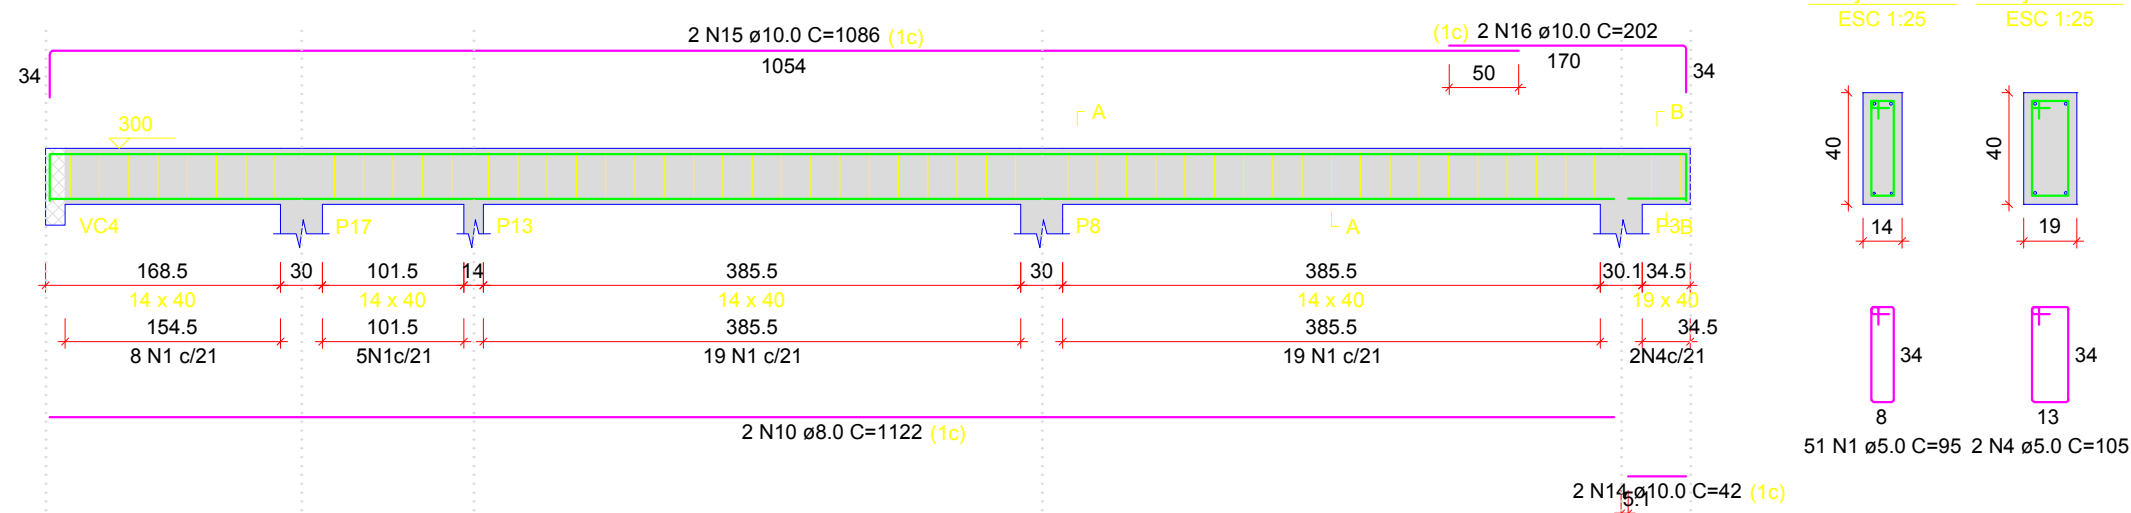 ESC 1:25
ESC 1:25
2 N15 ø10.0 C=1086 (1c)
(1c) 2 N16 ø10.0 C=202
1054
170
34
50
34
A
B
300
40
40
VC4
P17
P13
P8
A
P3
B
14
19
168.5
30
101.5
14
385.5
30
385.5
30.1
34.5
14 x 40
14 x 40
14 x 40
14 x 40
19 x 40
154.5
101.5
385.5
385.5
34.5
8 N1 c/21
5N1c/21
19 N1 c/21
19 N1 c/21
2N4c/21
34
34
8
13
51 N1 ø5.0 C=95
2 N4 ø5.0 C=105
2 N10 ø8.0 C=1122 (1c)
2 N14 ø10.0 C=42 (1c)
5.1